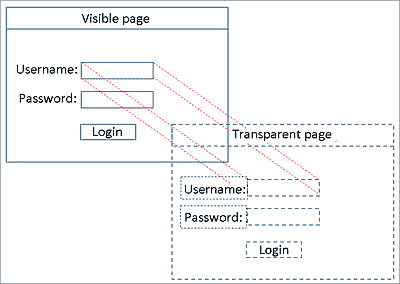 Visible page
Username:
Password:
Login
Transparent page
Username:
Password:
Login